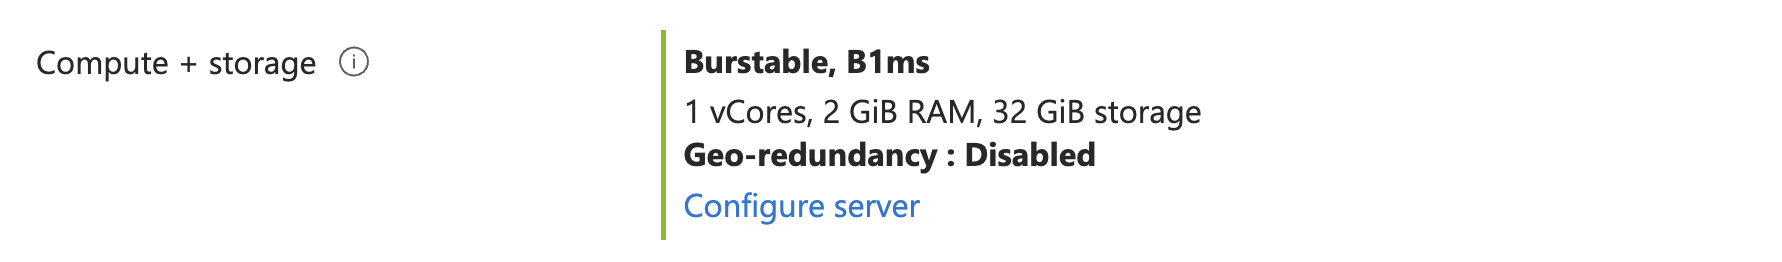 Compute + storage
Burstable, B1ms
1 vCores, 2 GiB RAM, 32 GiB storage
Geo-redundancy : Disabled
Configure server